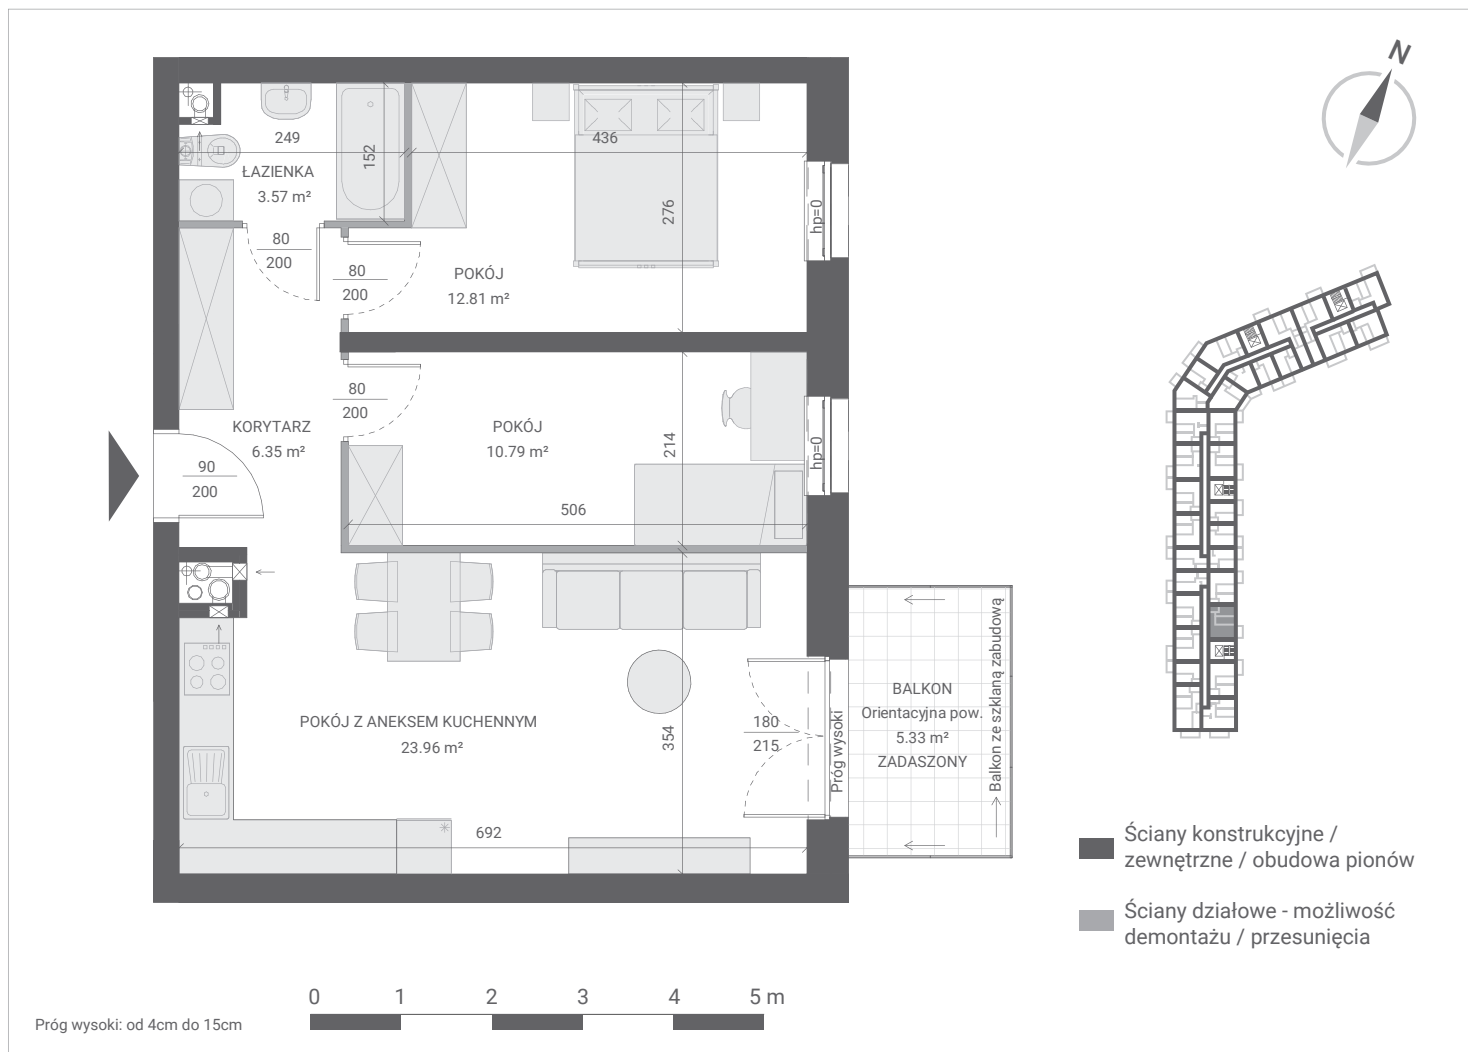 N
249
ŁAZIENKA
3.57 m²
152
436
276
hp=0
80
200
80
200
POKÓJ
12.81 m²
80
200
KORYTARZ
6.35 m²
POKÓJ
10.79 m²
214
hp=0
90
200
506
POKÓJ Z ANEKSEM KUCHENNYM
23.96 m²
354
180
215
Próg wysoki
BALKON
Orientacyjna pow.
5.33 m²
ZADASZONY
Balkon ze szklaną zabudową
692
Ściany konstrukcyjne /
zewnętrzne / obudowa pionów
Ściany działowe - możliwość
demontażu / przesunięcia
0 1 2 3 4 5 m
Próg wysoki: od 4cm do 15cm